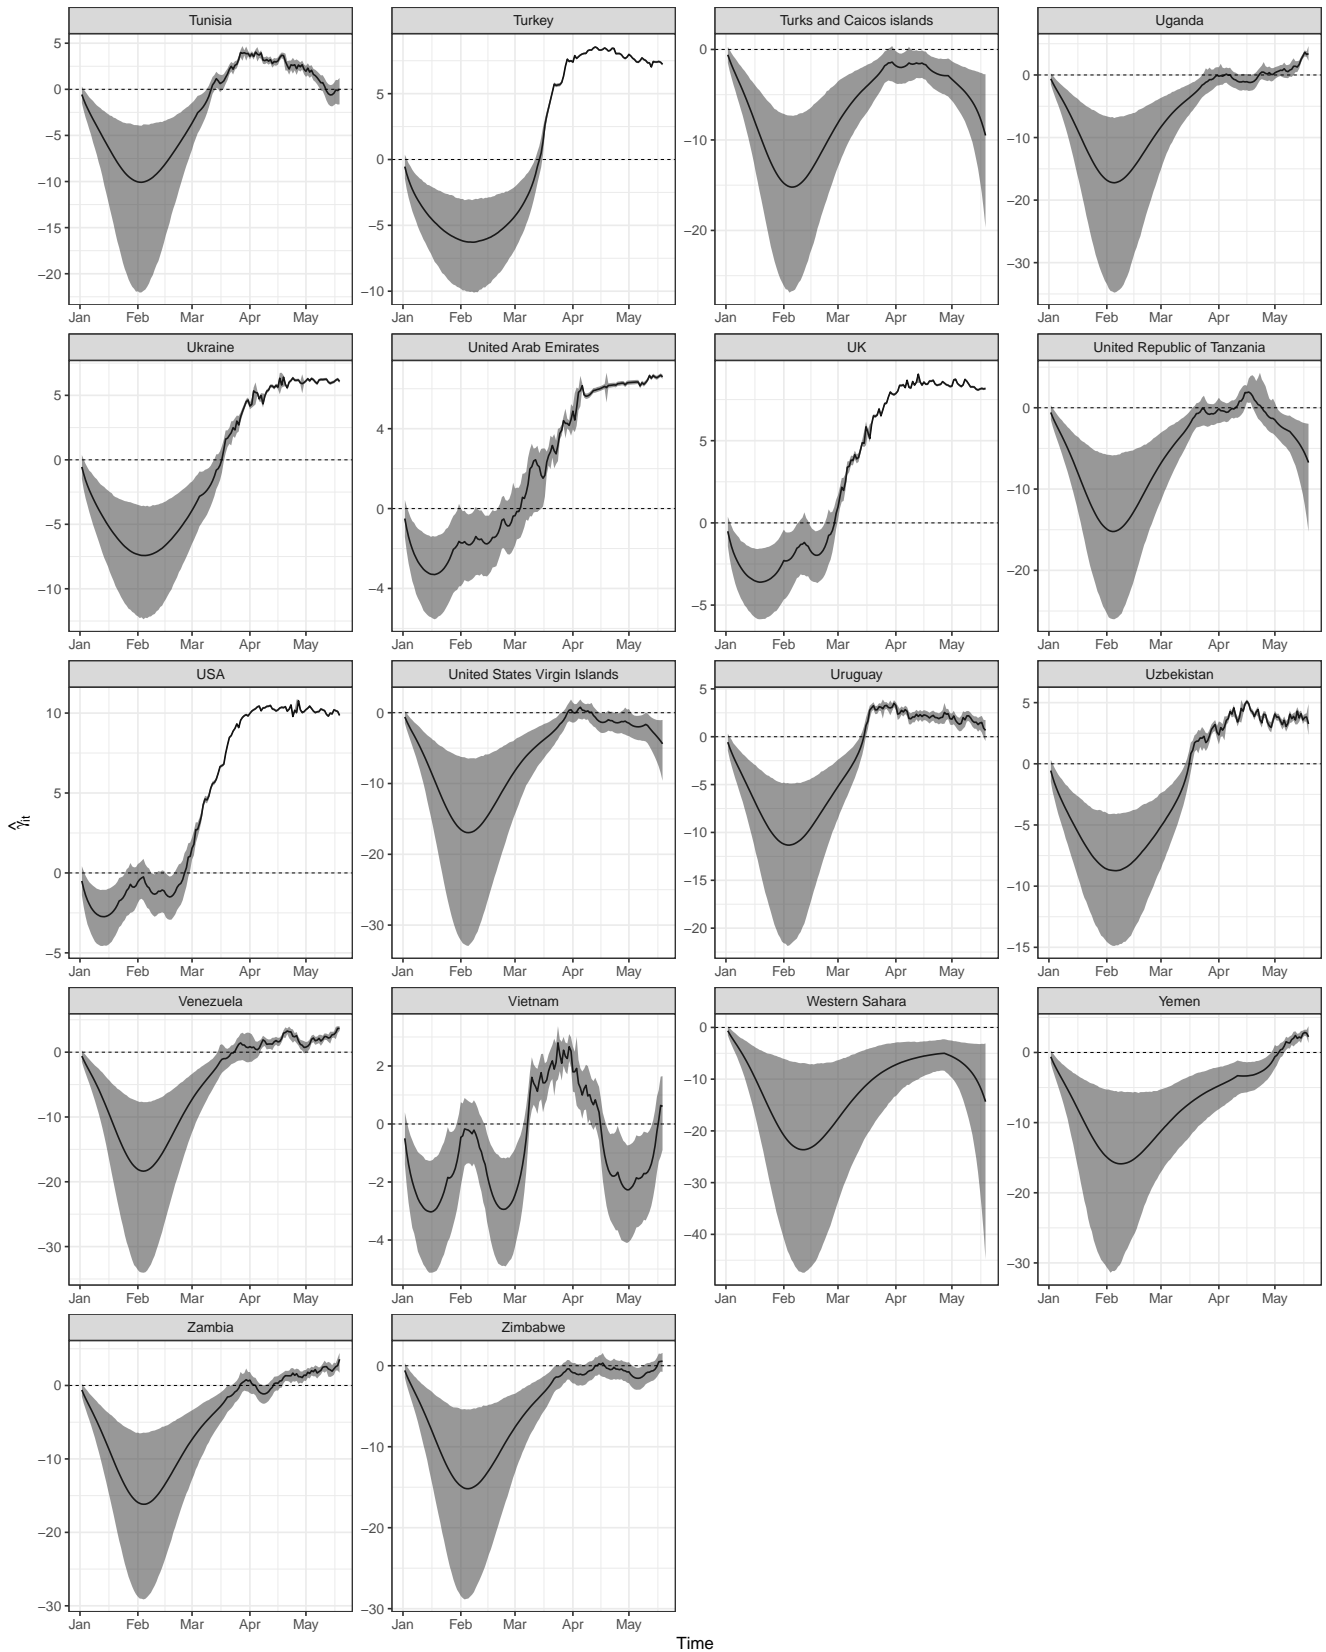 Tunisia Turkey Turks and Caicos islands Uganda
5
0
−5
−10
−15
−20
Jan Feb Mar Apr May
5
0
−5
−10
Jan Feb Mar Apr May
0
−10
−20
Jan Feb Mar Apr May
0
−10
−20
−30
Jan Feb Mar Apr May
Ukraine United Arab Emirates UK United Republic of Tanzania
5
0
−5
−10
Jan Feb Mar Apr May
4
0
−4
Jan Feb Mar Apr May
5
0
−5
Jan Feb Mar Apr May
0
−10
−20
Jan Feb Mar Apr May
USA United States Virgin Islands Uruguay Uzbekistan
10
5
0
−5
Jan Feb Mar Apr May
0
−10
−20
−30
Jan Feb Mar Apr May
5
0
−5
−10
−15
−20
Jan Feb Mar Apr May
5
0
−5
−10
−15
Jan Feb Mar Apr May
γ̂it
Venezuela Vietnam Western Sahara Yemen
0
−10
−20
−30
Jan Feb Mar Apr May
2
0
−2
−4
Jan Feb Mar Apr May
0
−10
−20
−30
−40
Jan Feb Mar Apr May
0
−10
−20
−30
Jan Feb Mar Apr May
Zambia Zimbabwe
0
−10
−20
−30
Jan Feb Mar Apr May
0
−10
−20
−30
Jan Feb Mar Apr May
Time